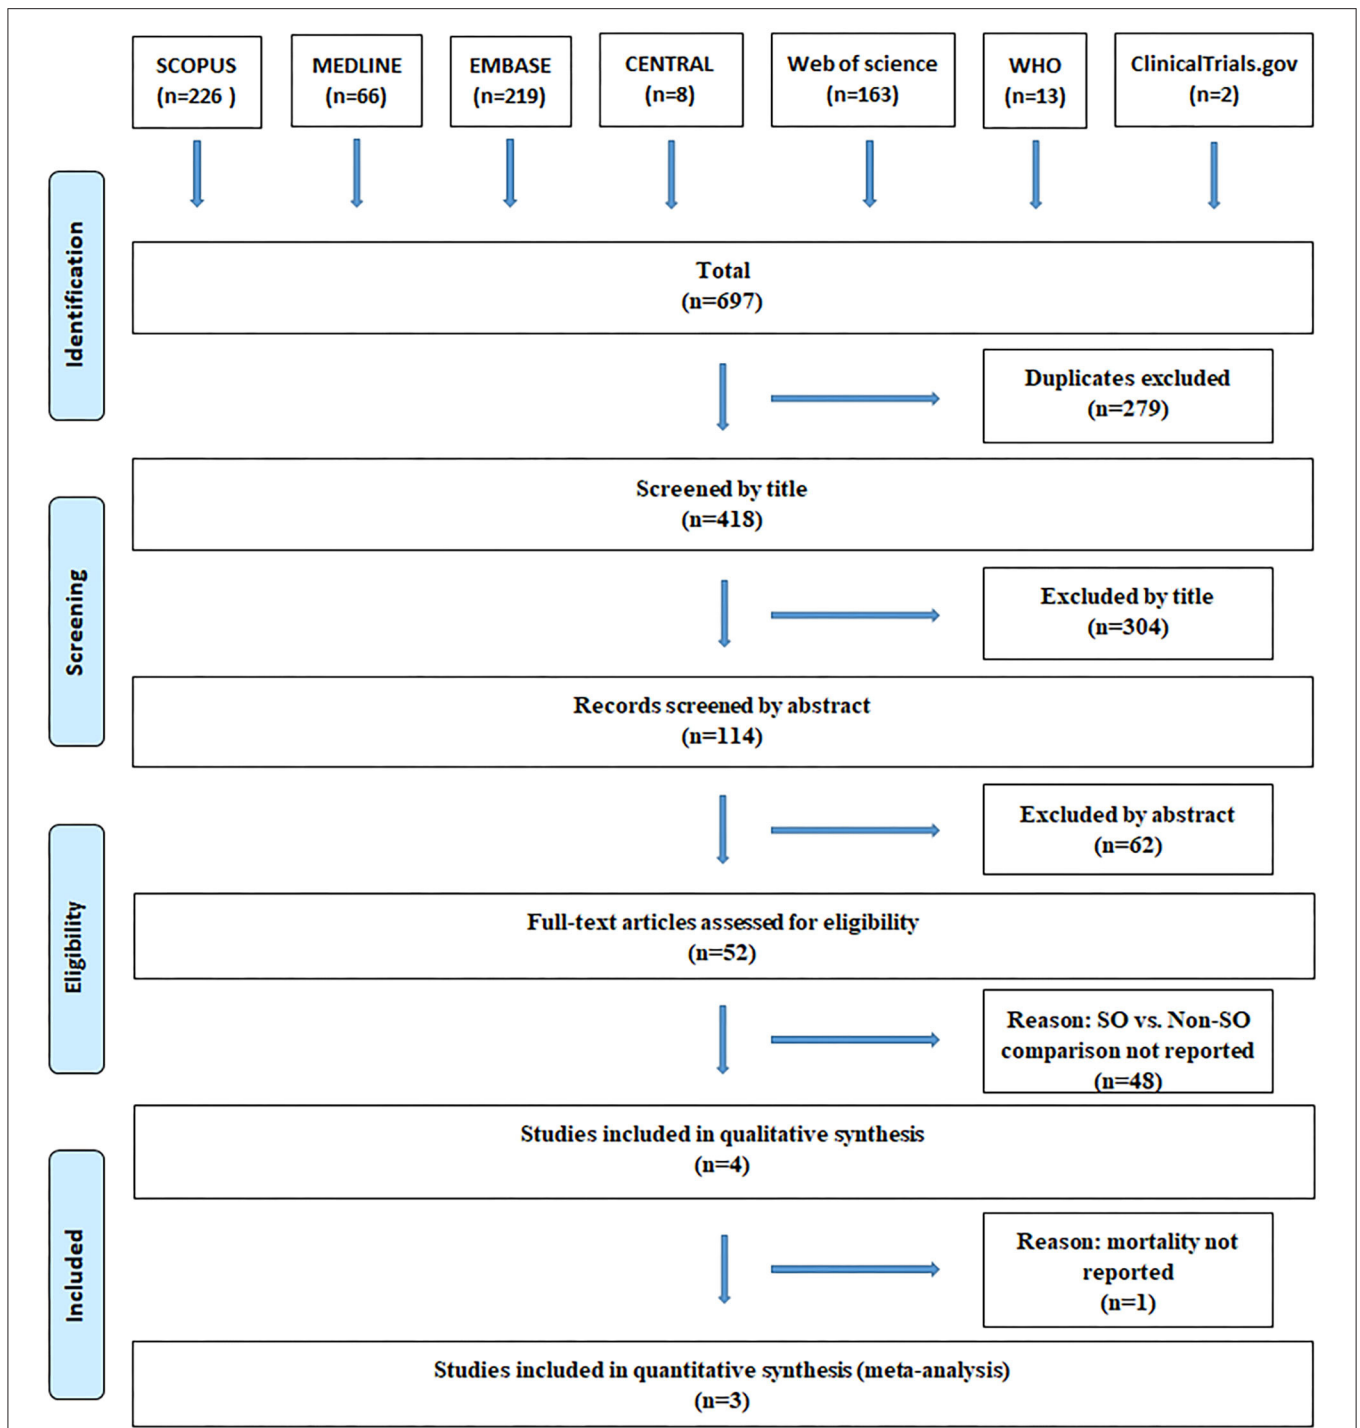 SCOPUS
(n=226 )
MEDLINE
(n=66)
EMBASE
(n=219)
CENTRAL
(n=8)
Web of science
(n=163)
WHO
(n=13)
ClinicalTrials.gov
(n=2)
Identification
Total
(n=697)
Duplicates excluded
(n=279)
Screening
Screened by title
(n=418)
Excluded by title
(n=304)
Records screened by abstract
(n=114)
Eligibility
Excluded by abstract
(n=62)
Full-text articles assessed for eligibility
(n=52)
Reason: SO vs. Non-SO
comparison not reported
(n=48)
Included
Studies included in qualitative synthesis
(n=4)
Reason: mortality not
reported
(n=1)
Studies included in quantitative synthesis (meta-analysis)
(n=3)